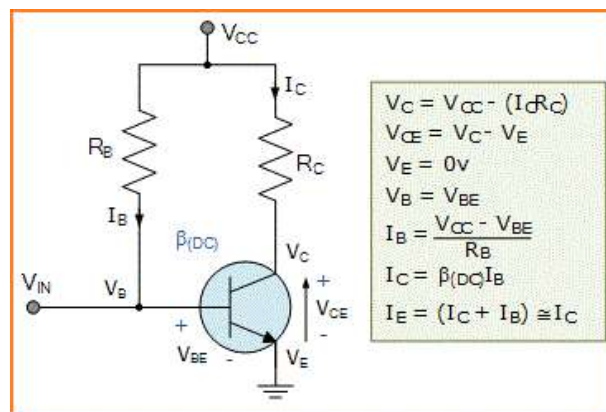 VCC
IC
RB
RC
IB
β(DC)
VC
VIN
VB
+
VCE
-
+
VBE
-
VE
VC = VCC - (ICRC)
VCE = VC - VE
VE = 0v
VB = VBE
IB = VCC - VBE
RB
IC = β(DC)IB
IE = (IC + IB) ≅ IC